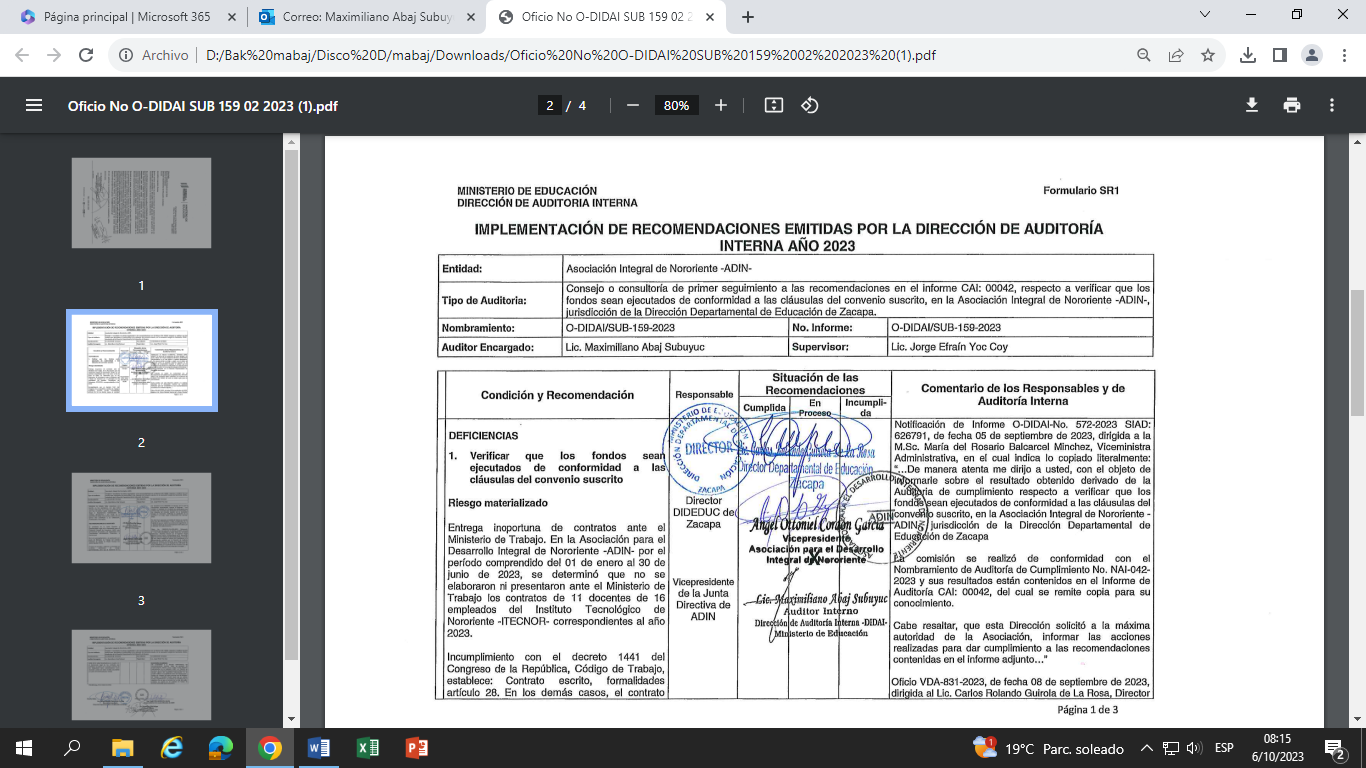 Página principal | Microsoft 365
Correo: Maximiliano Abaj Subuy
Oficio No O-DIDAI SUB 159 02 2
Archivo
D:/Bak%20mabaj/Disco%20D/mabaj/Downloads/Oficio%20No%20O-DIDAI%20SUB%20159%2002%202023%20(1).pdf
Oficio No O-DIDAI SUB 159 02 2023 (1).pdf
2 / 4
80%
1
2
3
MINISTERIO DE EDUCACIÓN
DIRECCIÓN DE AUDITORIA INTERNA
Formulario SR1
IMPLEMENTACIÓN DE RECOMENDACIONES EMITIDAS POR LA DIRECCIÓN DE AUDITORÍA
INTERNA AÑO 2023
Entidad:
Asociación Integral de Nororiente -ADIN-
Tipo de Auditoria:
Consejo o consultoría de primer seguimiento a las recomendaciones en el informe CAI: 00042, respecto a verificar que los
fondos sean ejecutados de conformidad a las cláusulas del convenio suscrito, en la Asociación Integral de Nororiente -ADIN-,
jurisdicción de la Dirección Departamental de Educación de Zacapa.
Nombramiento:
O-DIDAI/SUB-159-2023
No. Informe:
O-DIDAI/SUB-159-2023
Auditor Encargado:
Lic. Maximiliano Abaj Subuyuc
Supervisor:
Lic. Jorge Efraín Yoc Coy
Condición y Recomendación
Responsable
Situación de las
Recomendaciones
Cumplida
En
Proceso
Incumpli-
da
Comentario de los Responsables y de
Auditoría Interna
DEFICIENCIAS
1. Verificar que los fondos sean
ejecutados de conformidad a las
cláusulas del convenio suscrito
Riesgo materializado
Entrega inoportuna de contratos ante el
Ministerio de Trabajo. En la Asociación para el
Desarrollo Integral de Nororiente -ADIN- por el
período comprendido del 01 de enero al 30 de
junio de 2023, se determinó que no se
elaboraron ni presentaron ante el Ministerio de
Trabajo los contratos de 11 docentes de 16
empleados del Instituto Tecnológico de
Nororiente -ITECNOR- correspondientes al año
2023.
Incumplimiento con el decreto 1441 del
Congreso de la República, Código de Trabajo,
establece: Contrato escrito, formalidades
artículo 28. En los demás casos, el contrato
MINISTERIO DE EDUCACIÓN
DIRECCIÓN DEPARTAMENTAL DE EDUCACIÓN
DIRECTOR
ZACAPA
Director
DIDEDUC de
Zacapa
Vicepresidente
de la Junta
Directiva de
ADIN
Lic. Carlos Rolando Guirola de La Rosa
Director Departamental de Educación
Zacapa
Angel Ottoniel Cordón García
Vicepresidente
Asociación para el Desarrollo
Integral de Nororiente
X
ADIN
Lic. Maximiliano Abaj Subuyuc
Auditor Interno
Dirección de Auditoría Interna -DIDAI-
Ministerio de Educación
Notificación de Informe O-DIDAI-No. 572-2023 SIAD:
626791, de fecha 05 de septiembre de 2023, dirigida a la
M.Sc. María del Rosario Balcarcel Minchez, Viceministra
Administrativa, en el cual indica lo copiado literalmente:
“...De manera atenta me dirijo a usted, con el objeto de
informarle sobre el resultado obtenido derivado de la
Auditoria de cumplimiento respecto a verificar que los
fondos sean ejecutados de conformidad a las cláusulas del
convenio suscrito, en la Asociación Integral de Nororiente -
ADIN-, jurisdicción de la Dirección Departamental de
Educación de Zacapa
La comisión se realizó de conformidad con el
Nombramiento de Auditoría de Cumplimiento No. NAI-042-
2023 y sus resultados están contenidos en el informe de
Auditoría CAI: 00042, del cual se remite copia para su
conocimiento.
Cabe resaltar, que esta Dirección solicitó a la máxima
autoridad de la Asociación, informar las acciones
realizadas para dar cumplimiento a las recomendaciones
contenidas en el informe adjunto...”
Oficio VDA-831-2023, de fecha 08 de septiembre de 2023,
dirigida al Lic. Carlos Rolando Guirola de La Rosa, Director
Página 1 de 3
1
19°C Parc. soleado
ESP
08:15
6/10/2023
2